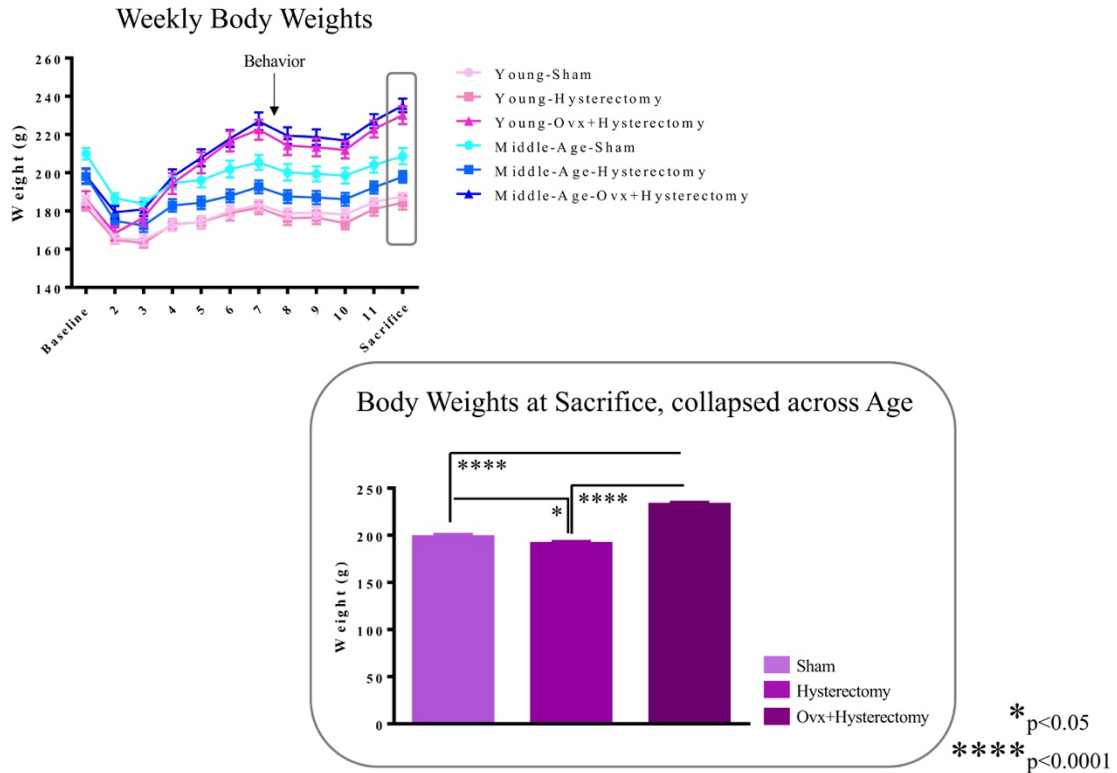 Weekly Body Weights
Behavior
Weight (g)
260
240
220
200
180
160
140
Baseline
2
3
4
5
6
7
8
9
10
11
Sacrifice
Young-Sham
Young-Hysterectomy
Young-Ovx+Hysterectomy
Middle-Age-Sham
Middle-Age-Hysterectomy
Middle-Age-Ovx+Hysterectomy
Body Weights at Sacrifice, collapsed across Age
****
*
****
Weight (g)
250
200
150
100
50
0
Sham
Hysterectomy
Ovx+Hysterectomy
*p<0.05
****p<0.0001